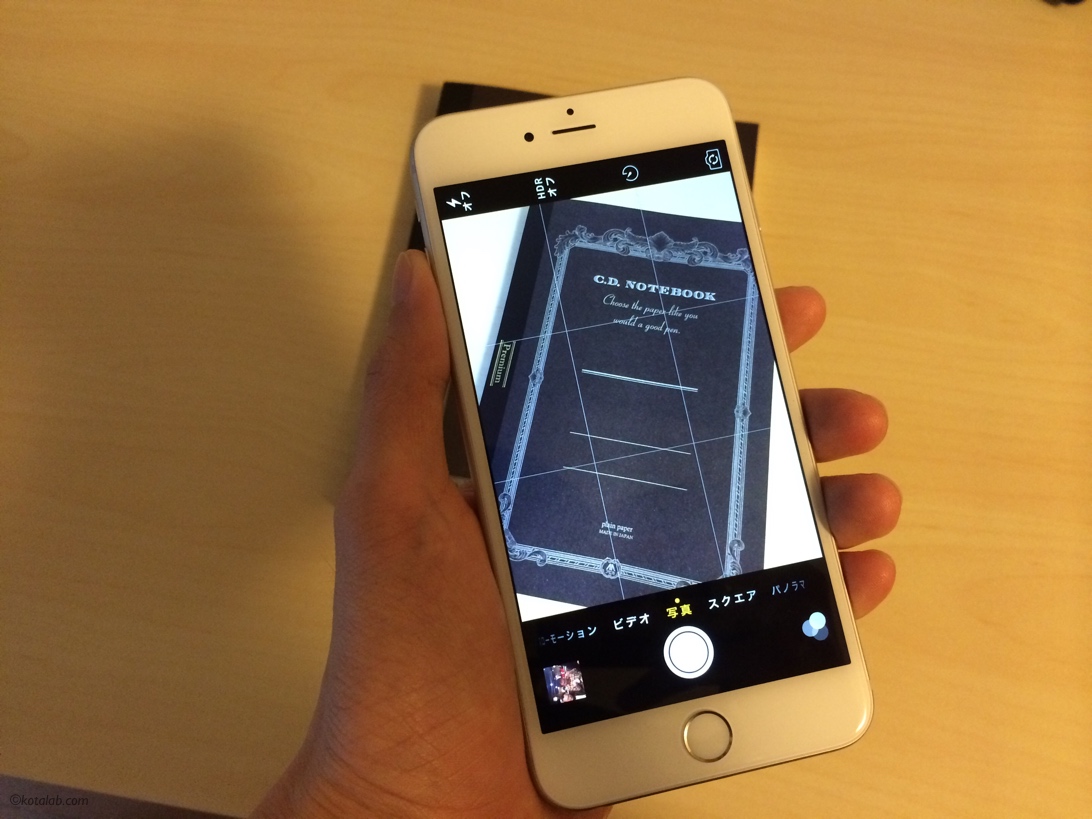 オフ
HDR
オフ
C.D. NOTEBOOK
Choose the paper like you
would a good pen.
Premium
plain paper
MADE IN JAPAN
ーモーション ビデオ 写真 スクエア パノラマ
©kotalab.com